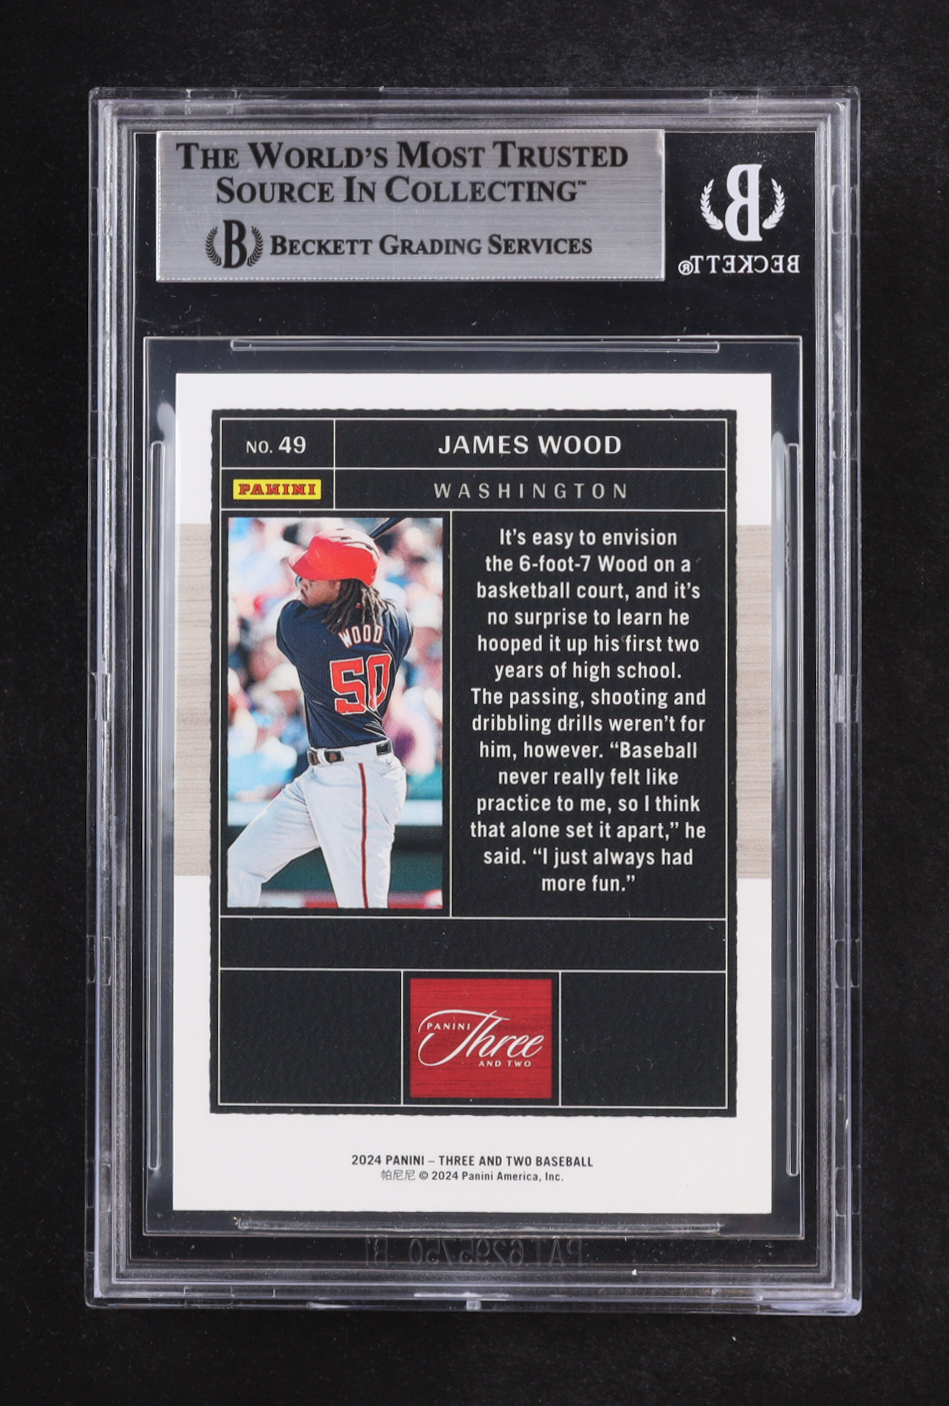 THE WORLD'S MOST TRUSTED
SOURCE IN COLLECTING™
B BECKETT GRADING SERVICES
B
BECKETT®
NO. 49
JAMES WOOD
PANINI
WASHINGTON
WOOD
50
It's easy to envision
the 6-foot-7 Wood on a
basketball court, and it's
no surprise to learn he
hooped it up his first two
years of high school.
The passing, shooting and
dribbling drills weren't for
him, however. “Baseball
never really felt like
practice to me, so I think
that alone set it apart,” he
said. “I just always had
more fun.”
PANINI
Three
AND TWO
2024 PANINI – THREE AND TWO BASEBALL
帕尼尼 © 2024 Panini America, Inc.
PAT 6295750 B1